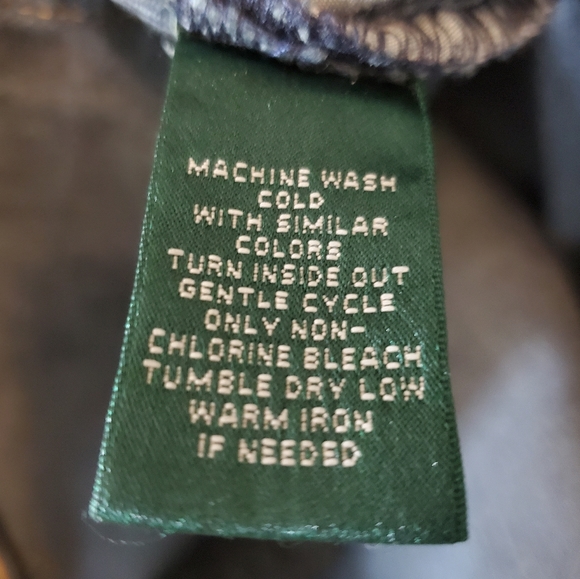 MACHINE WASH
COLD
WITH SIMILAR
COLORS
TURN INSIDE OUT
GENTLE CYCLE
ONLY NON-
CHLORINE BLEACH
TUMBLE DRY LOW
WARM IRON
IF NEEDED